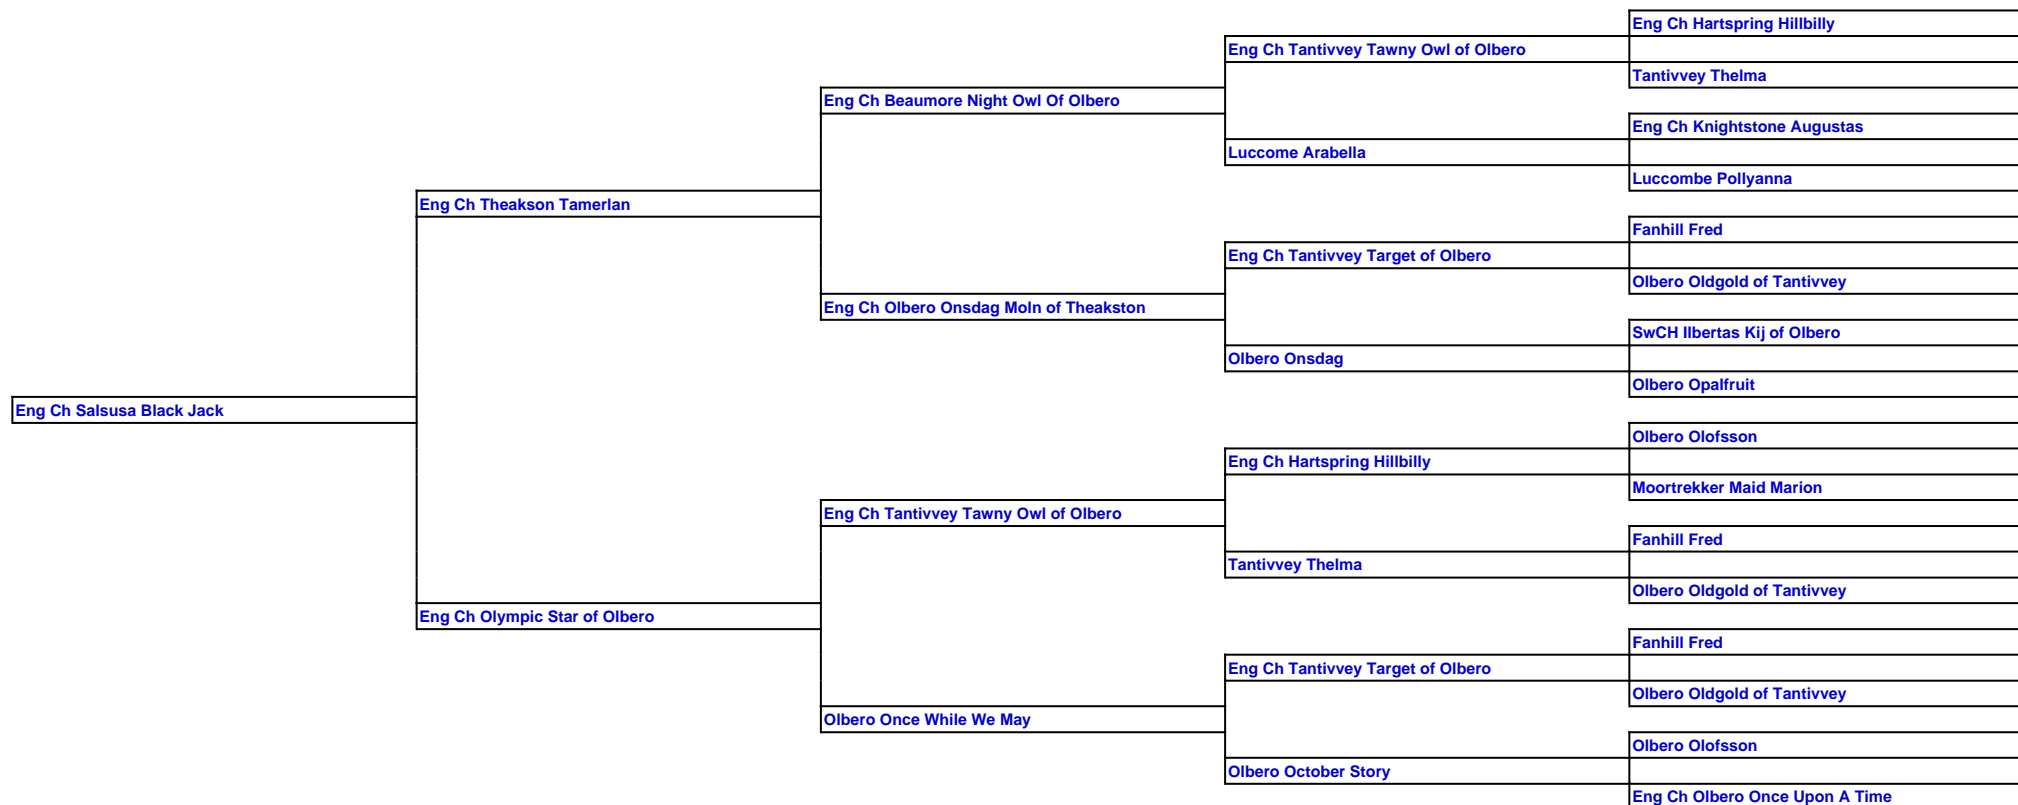 Eng Ch Hartspring Hillbilly
Eng Ch Tantivvey Tawny Owl of Olbero
Tantivvey Thelma
Eng Ch Beaumore Night Owl Of Olbero
Eng Ch Knightstone Augustas
Luccome Arabella
Luccombe Pollyanna
Eng Ch Theakson Tamerlan
Fanhill Fred
Eng Ch Tantivvey Target of Olbero
Olbero Oldgold of Tantivvey
Eng Ch Olbero Onsdag Moln of Theakston
SwCH Ilbertas Kij of Olbero
Olbero Onsdag
Olbero Opalfruit
Eng Ch Salsusa Black Jack
Olbero Olofsson
Eng Ch Hartspring Hillbilly
Moortrekker Maid Marion
Eng Ch Tantivvey Tawny Owl of Olbero
Fanhill Fred
Tantivvey Thelma
Olbero Oldgold of Tantivvey
Eng Ch Olympic Star of Olbero
Fanhill Fred
Eng Ch Tantivvey Target of Olbero
Olbero Oldgold of Tantivvey
Olbero Once While We May
Olbero Olofsson
Olbero October Story
Eng Ch Olbero Once Upon A Time